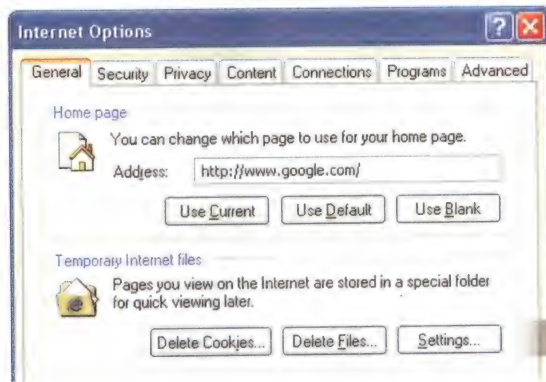 Internet Options
General Security Privacy Content Connections Programs Advanced
Home page
You can change which page to use for your home page.
Address: http://www.google.com/
Use Current Use Default Use Blank
Temporary Internet files
Pages you view on the Internet are stored in a special folder
for quick viewing later.
Delete Cookies... Delete Files... Settings...